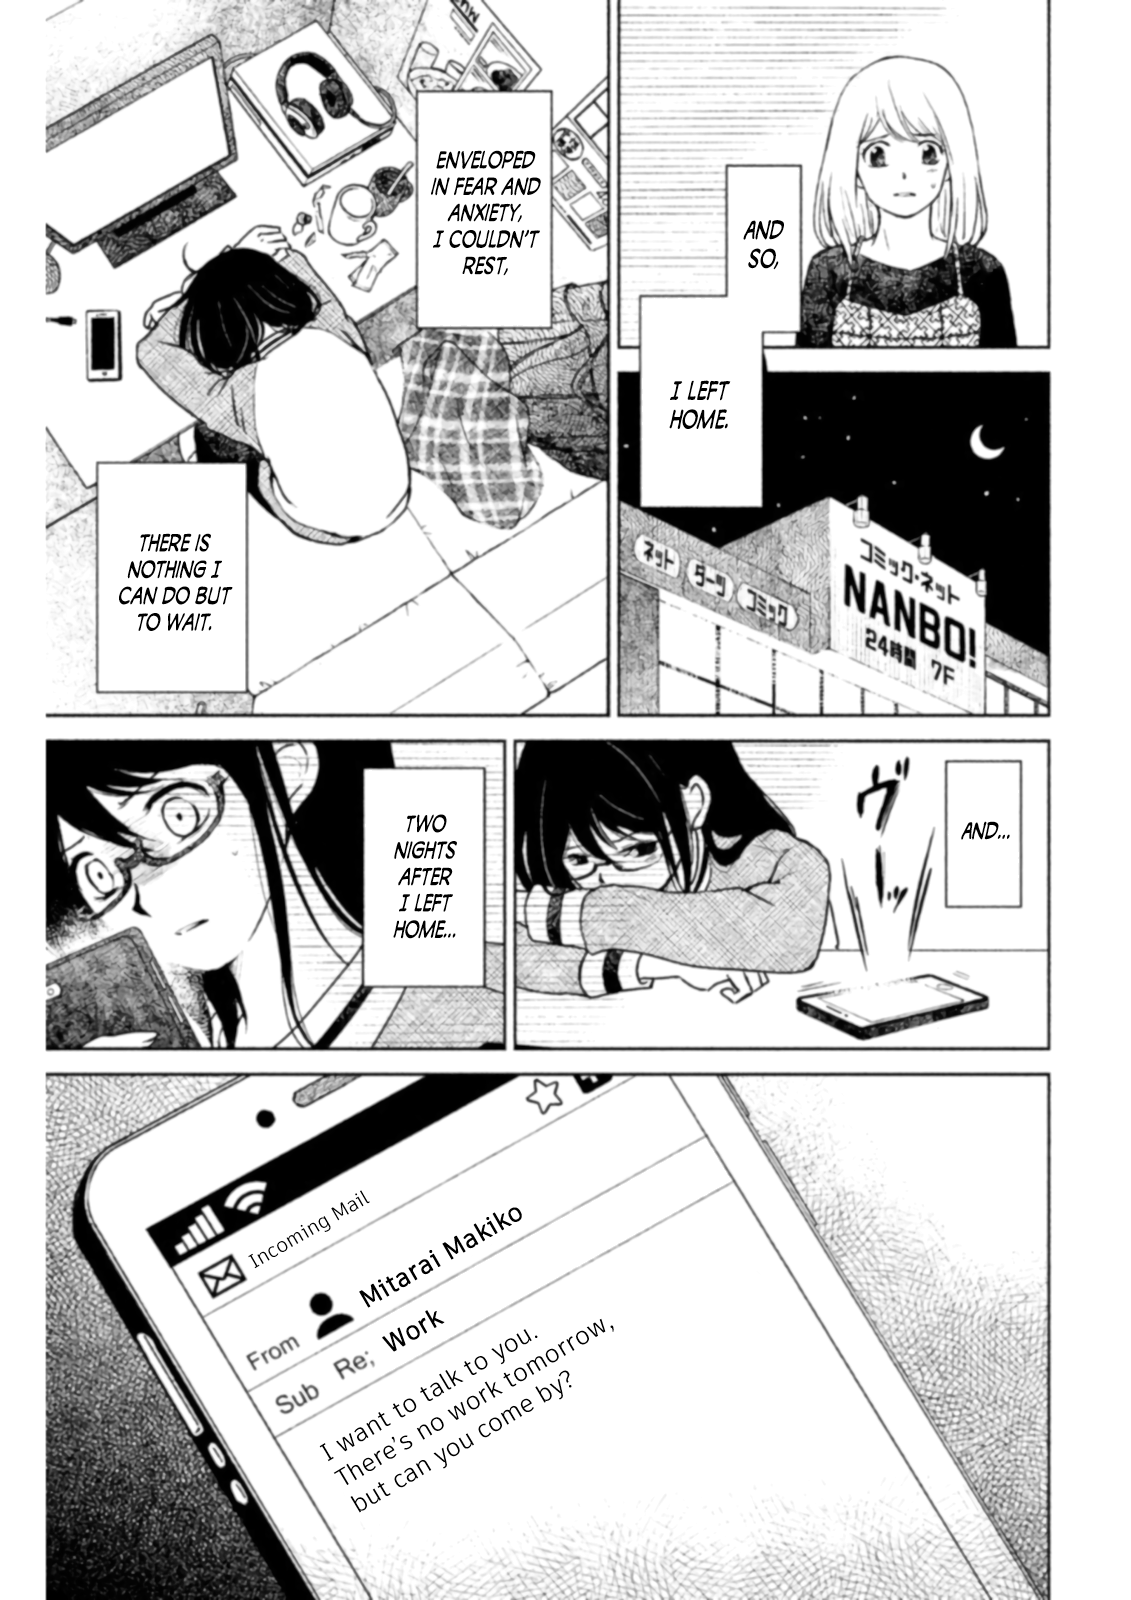 AND
SO,
I LEFT
HOME.
ネット
ダーツ
コミック
コミック・ネット
NANBO!
24時間 7F
ENVELOPED
IN FEAR AND
ANXIETY,
I COULDN'T
REST,
THERE IS
NOTHING I
CAN DO BUT
TO WAIT.
AND...
ヴーッ
TWO
NIGHTS
AFTER
I LEFT
HOME...
Incoming Mail
From Mitarai Makiko
Sub Re; Work
I want to talk to you.
There's no work tomorrow,
but can you come by?